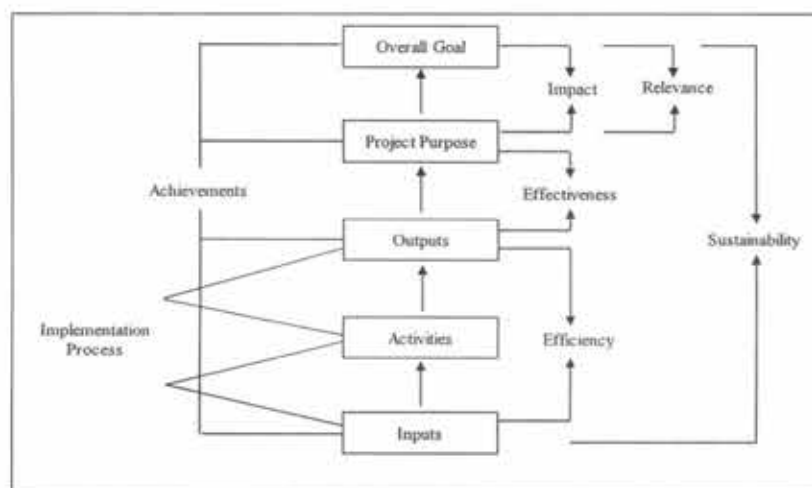 Overall Goal
Impact
Relevance
Project Purpose
Achievements
Effectiveness
Outputs
Sustainability
Implementation
Process
Activities
Efficiency
Inputs